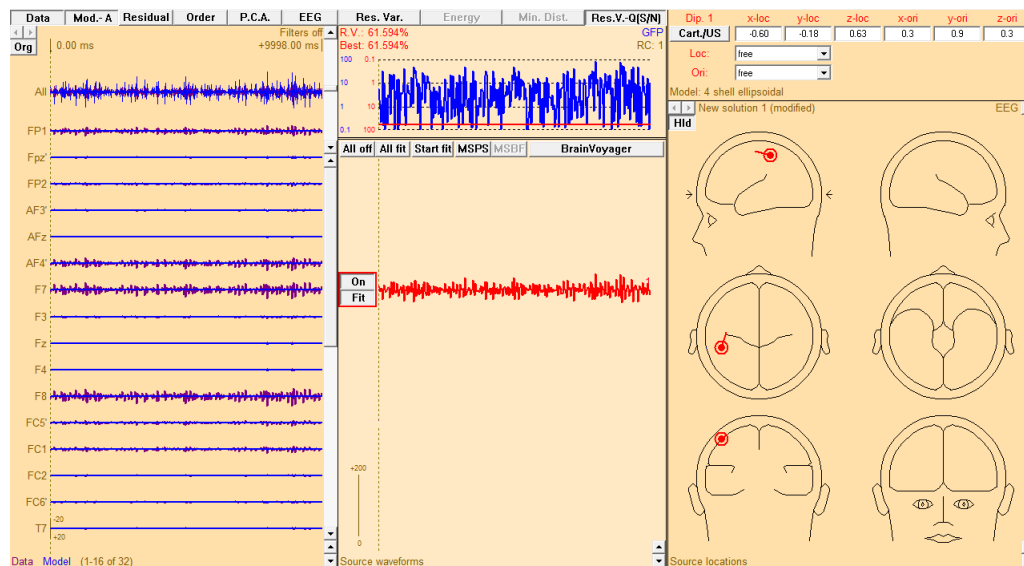 Data Mod.- A Residual Order P.C.A. EEG Res. Var. Energy Min. Dist. Res.V.-Q(S/N) Dip. 1 x-loc y-loc z-loc x-ori y-ori z-ori
Filters off R.V.: 61.594% GFP Cart./US -0.60 -0.18 0.63 0.3 0.9 0.3
Org 0.00 ms +9998.00 ms Best: 61.594% RC: 1
Loc: free
100 0.1
Ori: free
10 1
All Model: 4 shell ellipsoidal
1 10
New solution 1 (modified) EEG
0.1 100
Hld
FP1
All off All fit Start fit MSPS MSBF BrainVoyager
Fpz'
FP2
AF3'
AFz
AF4'
On
F7
Fit
F3
Fz
F4
F8
FC5'
FC1
+200
FC2
FC6'
-20
T7
+20
0
Data Model (1-16 of 32) Source waveforms Source locations